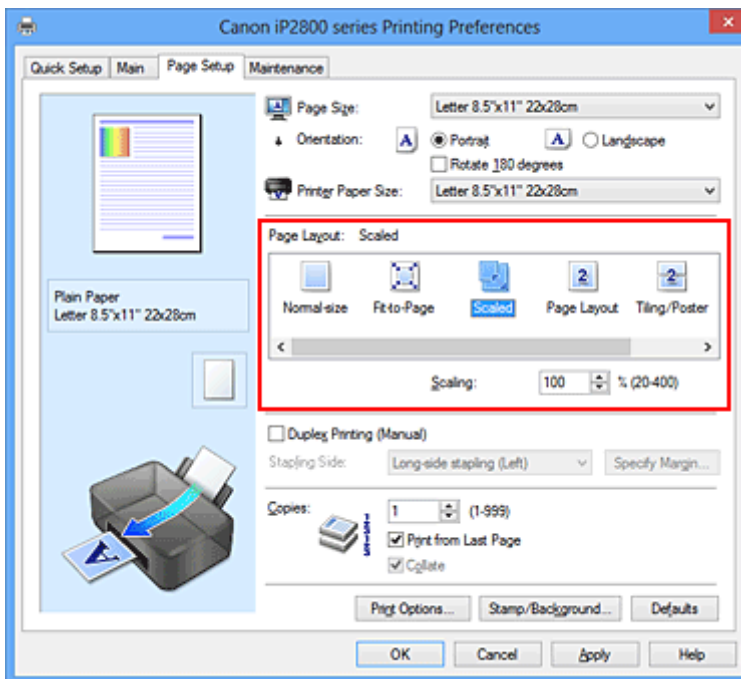 Canon iP2800 series Printing Preferences
Quick Setup Main Page Setup Maintenance
Page Size: Letter 8.5"x11" 22x28cm
Orientation: A Portrait A Landscape
Rotate 180 degrees
Printer Paper Size: Letter 8.5"x11" 22x28cm
Page Layout: Scaled
Normal-size Fit-to-Page Scaled 2 Page Layout 2 Tiling/Poster
Scaling: 100 % (20-400)
Plain Paper
Letter 8.5"x11" 22x28cm
Duplex Printing (Manual)
Stapling Side: Long-side stapling (Left) Specify Margin...
Copies: 1 (1-999)
Print from Last Page
Collate
A
Print Options... Stamp/Background... Defaults
OK Cancel Apply Help